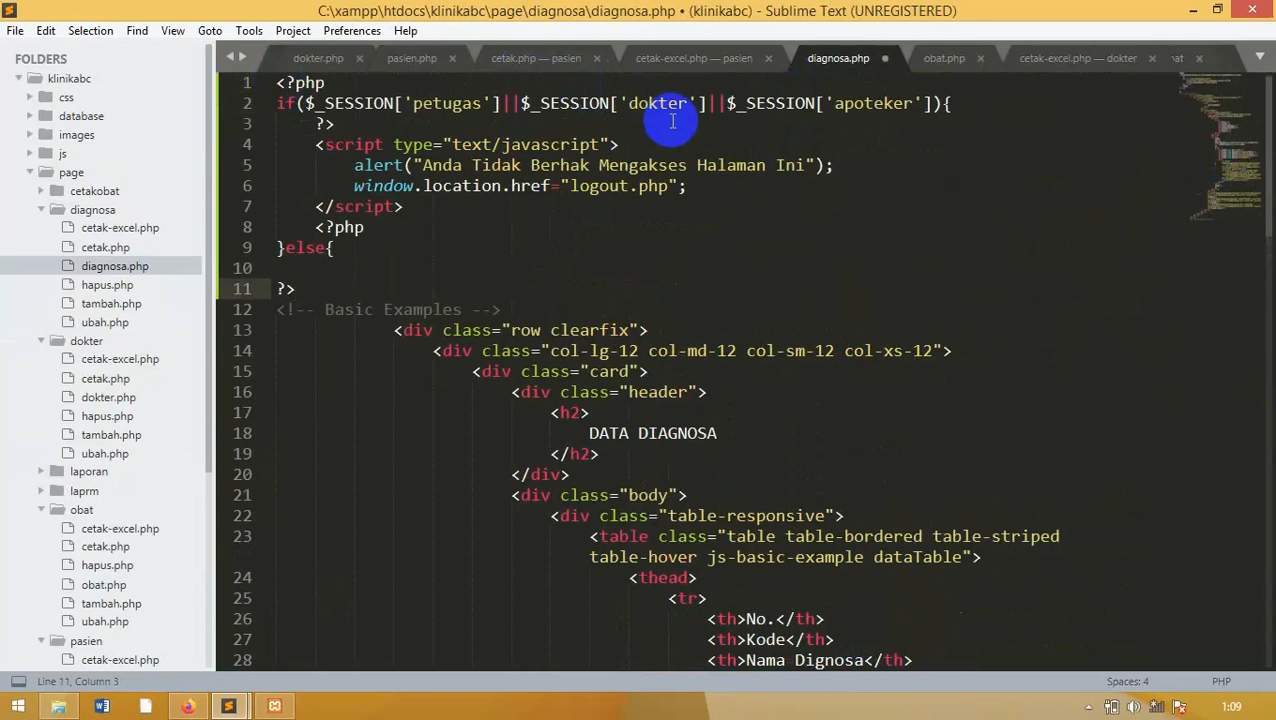 C:\xampp\htdocs\klinikabc\page\diagnosa\diagnosa.php • (klinikabc) - Sublime Text (UNREGISTERED)
File Edit Selection Find View Goto Tools Project Preferences Help
FOLDERS
klinikabc
css
database
images
js
page
cetakobat
diagnosa
cetak-excel.php
cetak.php
diagnosa.php
hapus.php
tambah.php
ubah.php
dokter
cetak-excel.php
cetak.php
dokter.php
hapus.php
tambah.php
ubah.php
laporan
laprm
obat
cetak-excel.php
cetak.php
hapus.php
obat.php
tambah.php
ubah.php
pasien
cetak-excel.php
dokter.php pasien.php cetak.php — pasien cetak-excel.php — pasien diagnosa.php obat.php cetak-excel.php — dokter at
1 <?php
2 if($_SESSION['petugas']||$_SESSION['dokter']||$_SESSION['apoteker']){
3 ?>
4 <script type="text/javascript">
5 alert("Anda Tidak Berhak Mengakses Halaman Ini");
6 window.location.href="logout.php";
7 </script>
8 <?php
9 }else{
10
11 ?>
12 <!-- Basic Examples -->
13 <div class="row clearfix">
14 <div class="col-lg-12 col-md-12 col-sm-12 col-xs-12">
15 <div class="card">
16 <div class="header">
17 <h2>
18 DATA DIAGNOSA
19 </h2>
20 </div>
21 <div class="body">
22 <div class="table-responsive">
23 <table class="table table-bordered table-striped
table-hover js-basic-example dataTable">
24 <thead>
25 <tr>
26 <th>No.</th>
27 <th>Kode</th>
28 <th>Nama Dignosa</th>
Line 11, Column 3 Spaces: 4 PHP
1:09